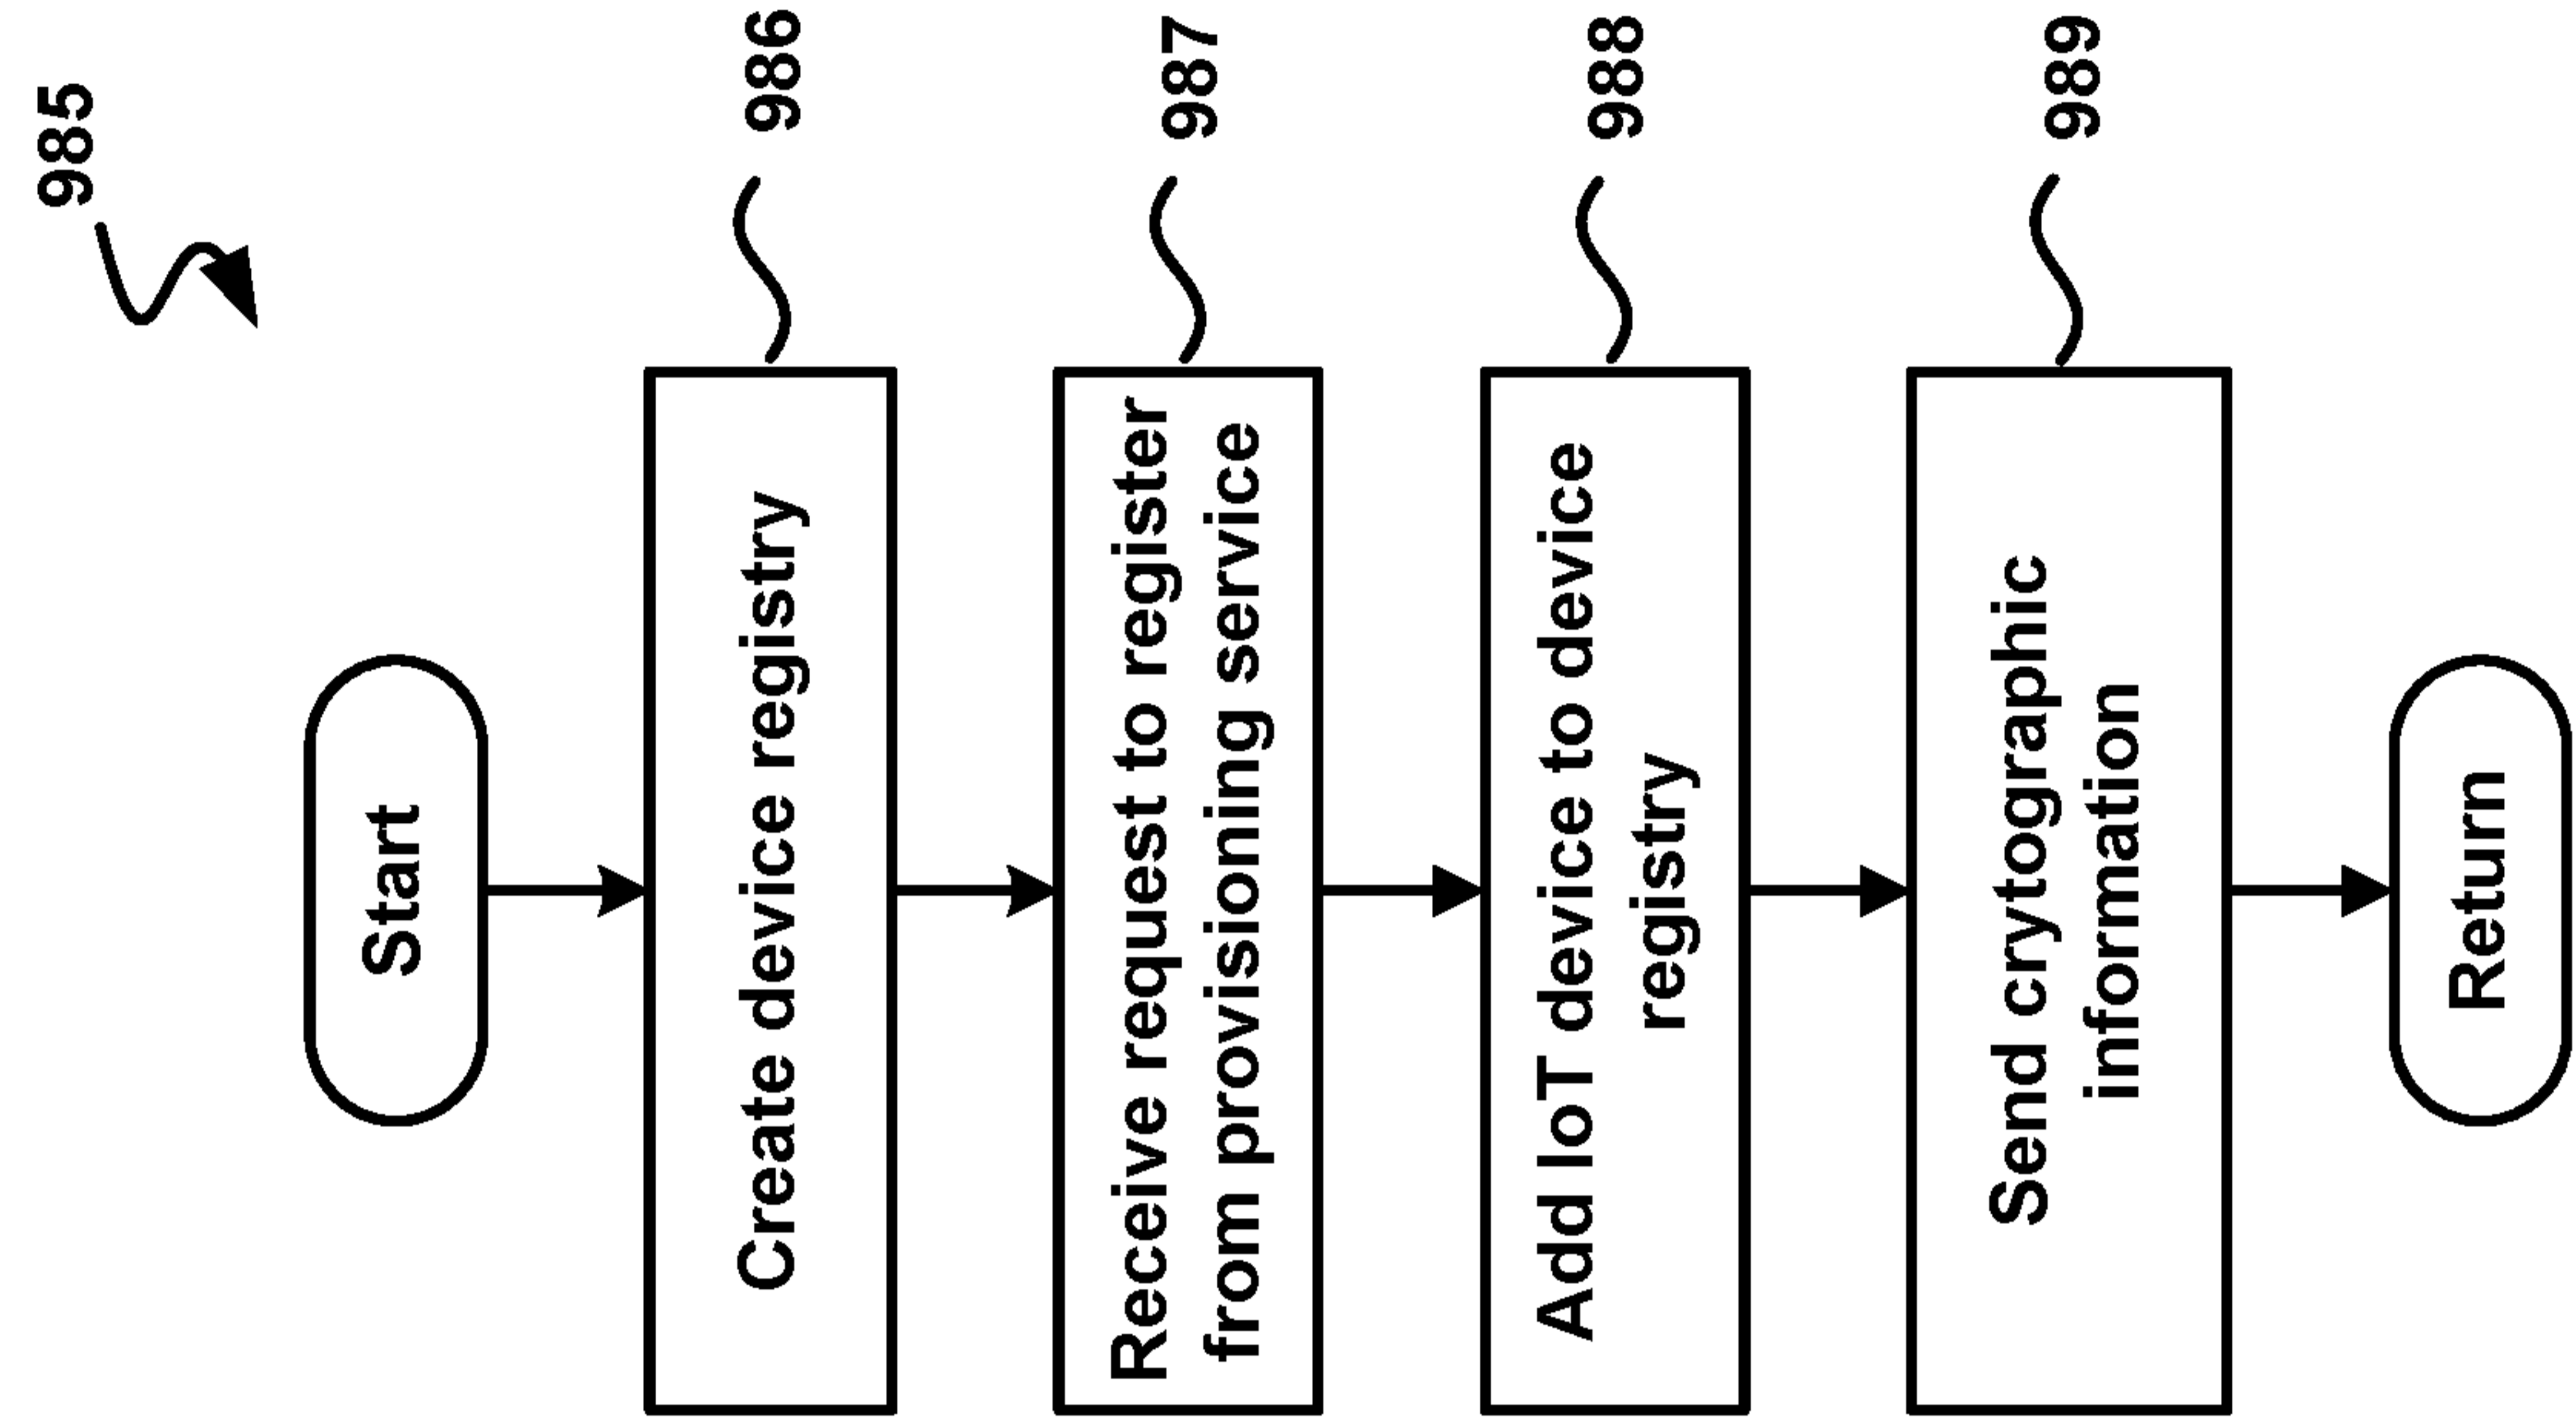 985
Start
Create device registry
986
Receive request to register
from provisioning service
987
Add IoT device to device
registry
988
Send crytographic
information
989
Return